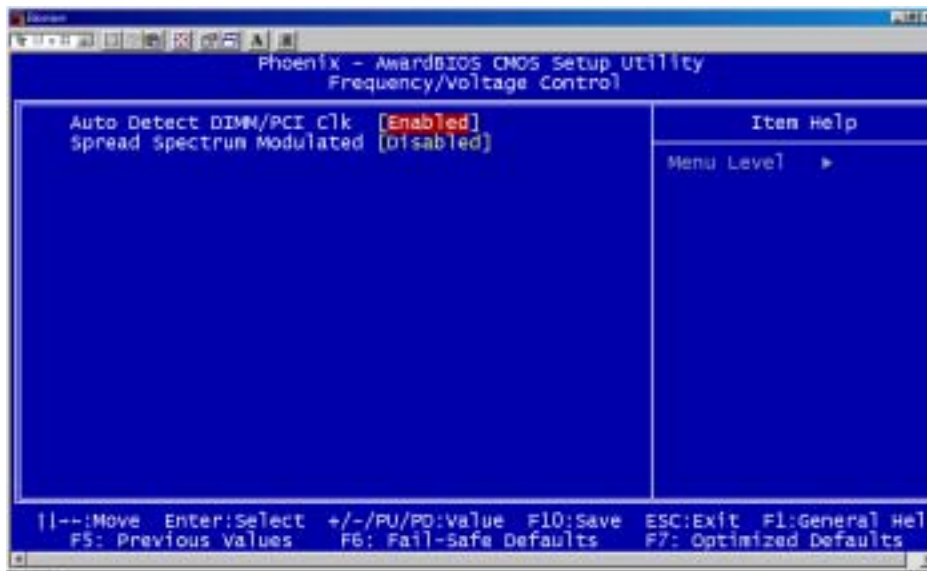 Phoenix - AwardBIOS CMOS Setup Utility
Frequency/Voltage Control
Auto Detect DIMM/PCI Clk [Enabled]
Spread Spectrum Modulated [Disabled]
Item Help
Menu Level ►
↑↓→←:Move Enter:Select +/-/PU/PD:Value F10:Save ESC:Exit F1:General Hel
F5: Previous Values F6: Fail-Safe Defaults F7: Optimized Defaults